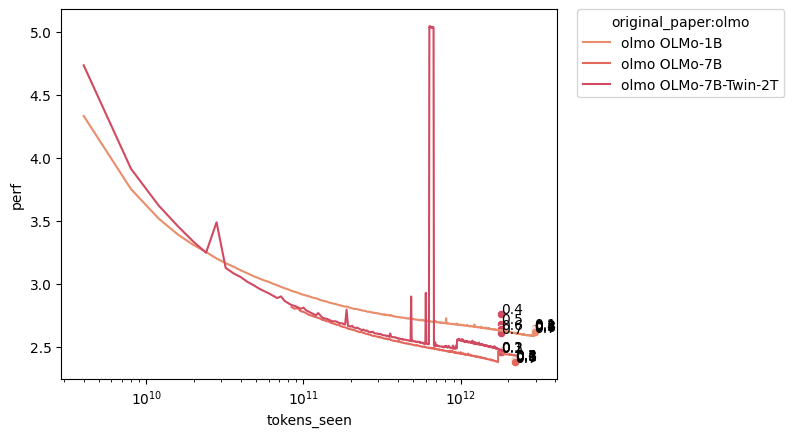 original_paper:olmo
olmo OLMo-1B
olmo OLMo-7B
olmo OLMo-7B-Twin-2T
perf
5.0
4.5
4.0
3.5
3.0
2.5
0.4
10^10
10^11
10^12
tokens_seen